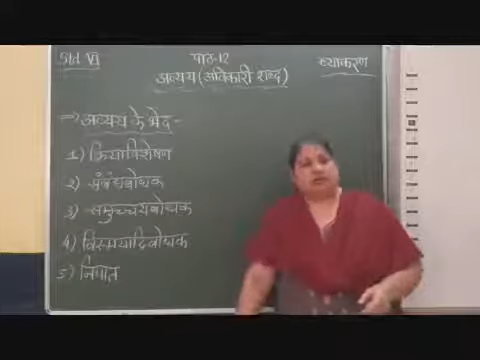 Std VI पाठ-12 व्याकरण
अव्यय (अविकारी शब्द)
⇒ अव्यय के भेद:-
1) क्रियाविशेषण
2) संबंधबोधक
3) समुच्चयबोधक
4) विस्मयादिबोधक
5) निपात